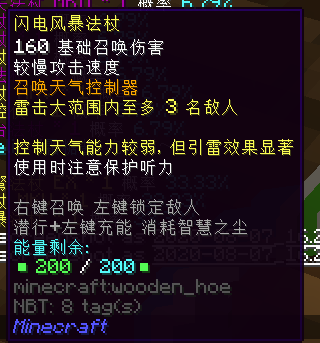 闪电风暴法杖
160 基础召唤伤害
较慢攻击速度
召唤天气控制器
雷击大范围内至多 3 名敌人
控制天气能力较弱,但引雷效果显著
使用时注意保护听力
右键召唤 左键锁定敌人
潜行+左键充能 消耗智慧之尘
能量剩余:
200 / 200
minecraft:wooden_hoe
NBT: 8 tag(s)
Minecraft